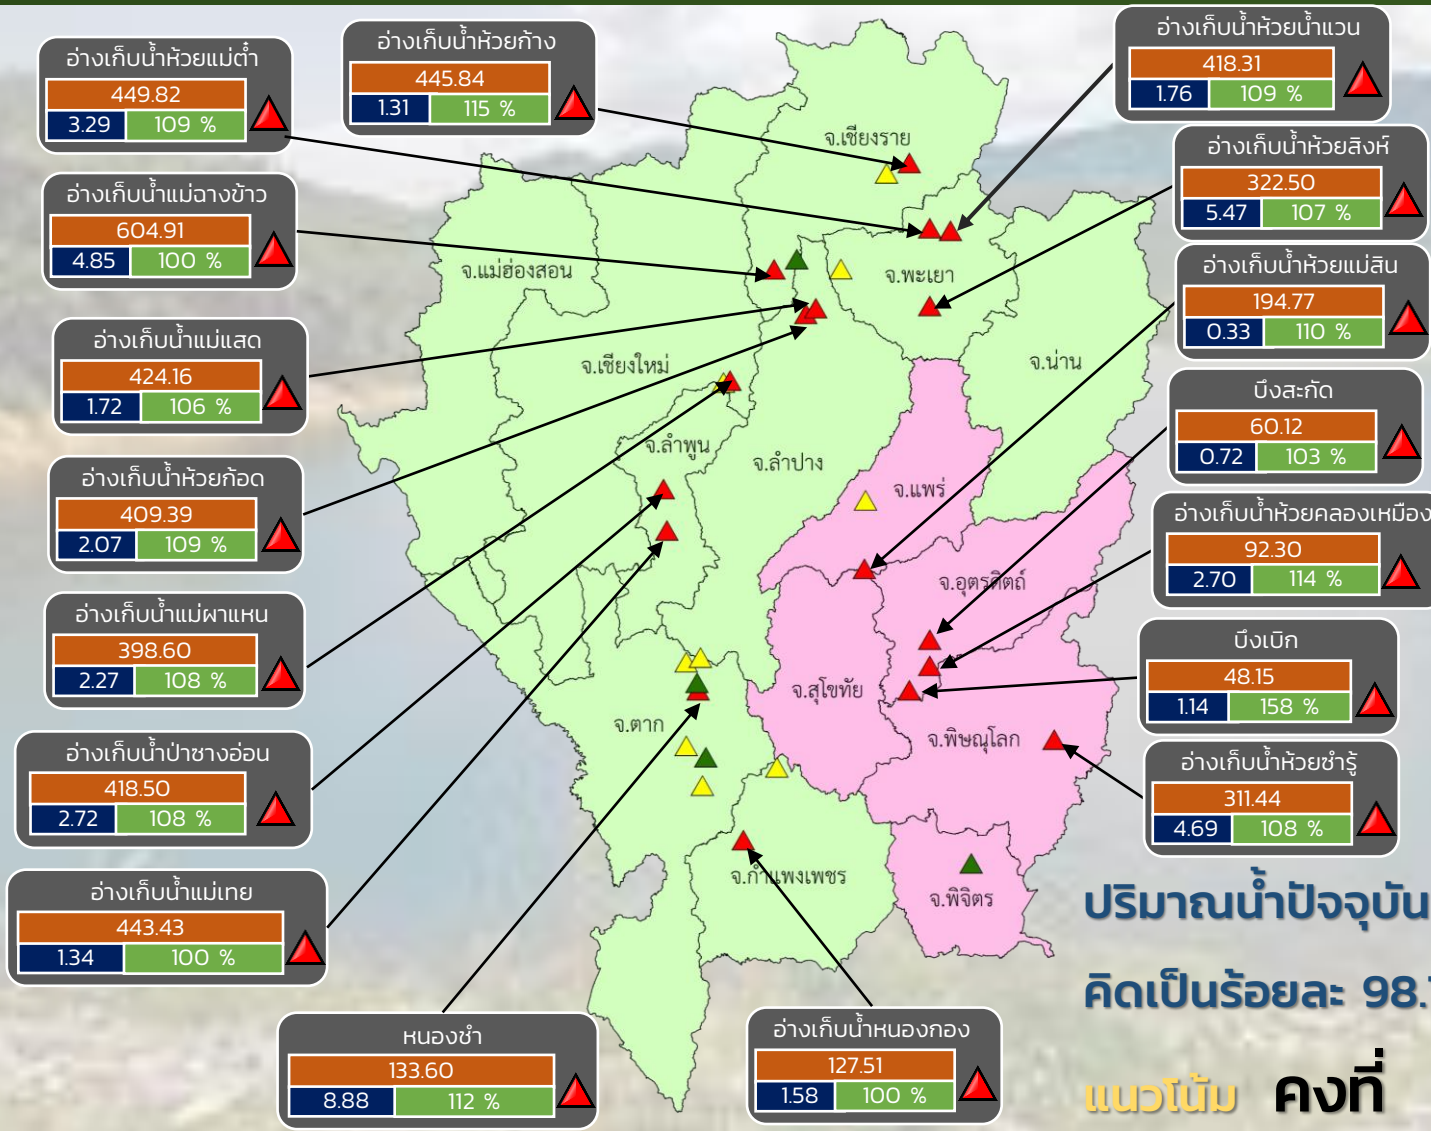 อ่างเก็บน้ำห้วยแม่ต่ำ
449.82
3.29 109 %
อ่างเก็บน้ำห้วยก้าง
445.84
1.31 115 %
อ่างเก็บน้ำห้วยน้ำแวน
418.31
1.76 109 %
อ่างเก็บน้ำห้วยสิงห์
322.50
5.47 107 %
อ่างเก็บน้ำแม่ฉางข้าว
604.91
4.85 100 %
อ่างเก็บน้ำห้วยแม่สิน
194.77
0.33 110 %
อ่างเก็บน้ำแม่แสด
424.16
1.72 106 %
บึงสะกัด
60.12
0.72 103 %
อ่างเก็บน้ำห้วยก้อด
409.39
2.07 109 %
อ่างเก็บน้ำห้วยคลองเหมือง
92.30
2.70 114 %
อ่างเก็บน้ำแม่ผาแหน
398.60
2.27 108 %
บึงเบิก
48.15
1.14 158 %
อ่างเก็บน้ำป่าซางอ่อน
418.50
2.72 108 %
อ่างเก็บน้ำห้วยซำรู้
311.44
4.69 108 %
อ่างเก็บน้ำแม่เทย
443.43
1.34 100 %
หนองชำ
133.60
8.88 112 %
อ่างเก็บน้ำหนองกอง
127.51
1.58 100 %
จ.เชียงราย
จ.แม่ฮ่องสอน
จ.พะเยา
จ.เชียงใหม่
จ.น่าน
จ.ลำพูน
จ.ลำปาง
จ.แพร่
จ.อุตรดิตถ์
จ.สุโขทัย
จ.ตาก
จ.พิษณุโลก
จ.กำแพงเพชร
จ.พิจิตร
ปริมาณน้ำปัจจุบัน
คิดเป็นร้อยละ 98.
แนวโน้ม คงที่